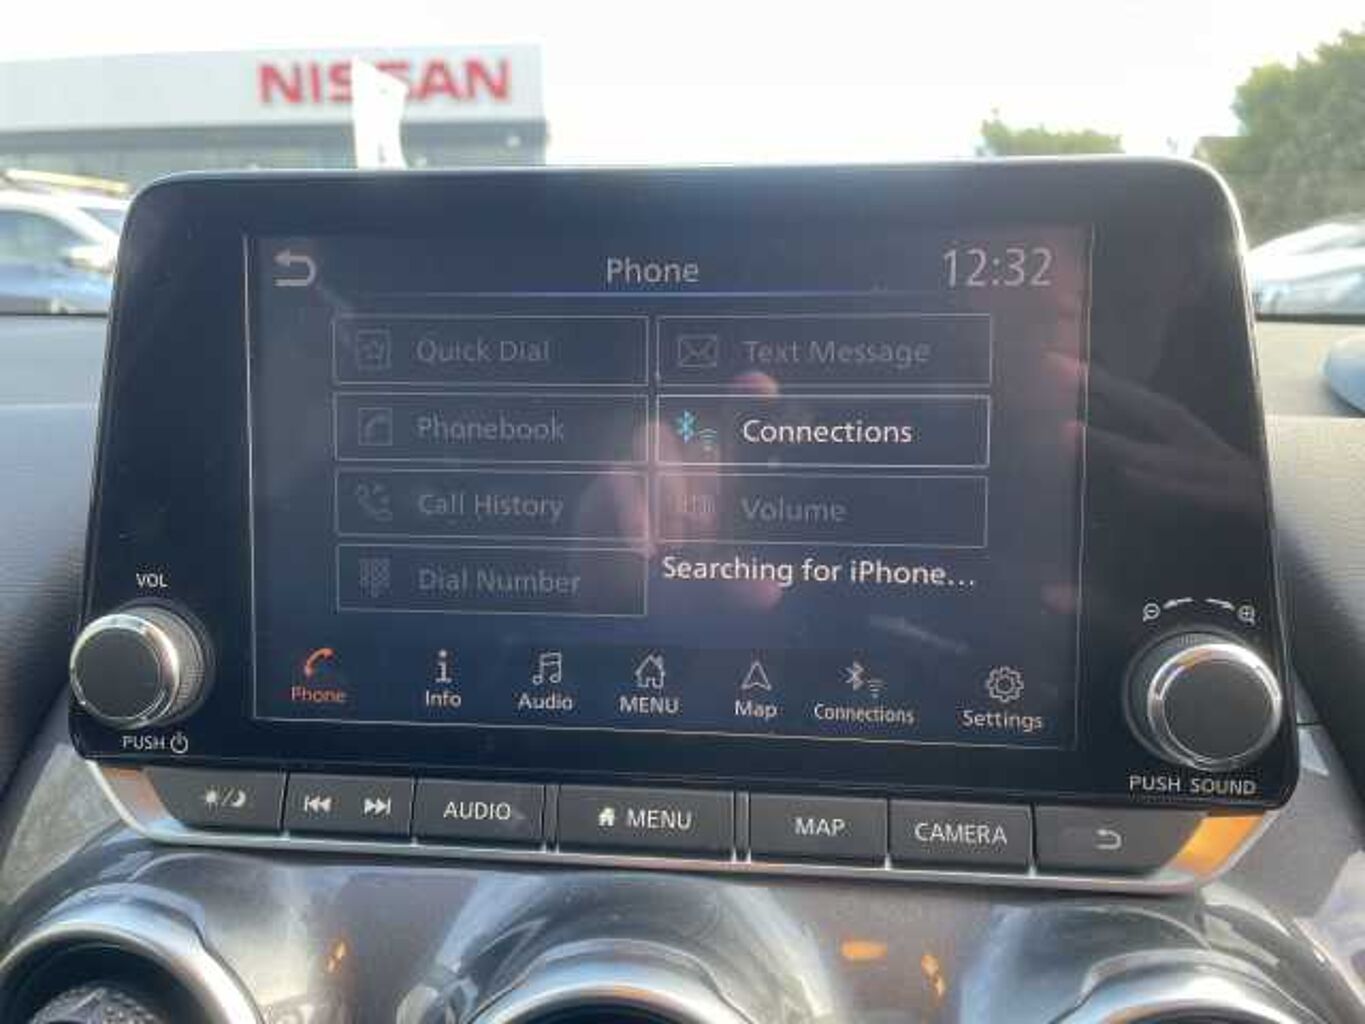 NISSAN
Phone
12:32
Quick Dial
Text Message
Phonebook
Connections
Call History
Volume
Dial Number
Searching for iPhone...
VOL
PUSH
Phone
Info
Audio
MENU
Map
Connections
Settings
PUSH SOUND
AUDIO
MENU
MAP
CAMERA